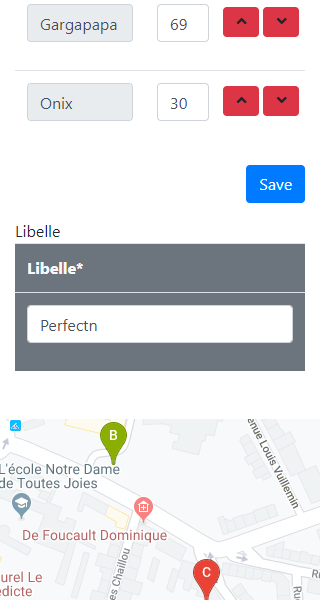 Gargapapa 69
Onix 30
Save
Libelle
Libelle*
Perfectn
B
enue Louis Vuillemin
L'école Notre Dame
de Toutes Joies
De Foucault Dominique
C
es Chaillou
urel Le
edicte